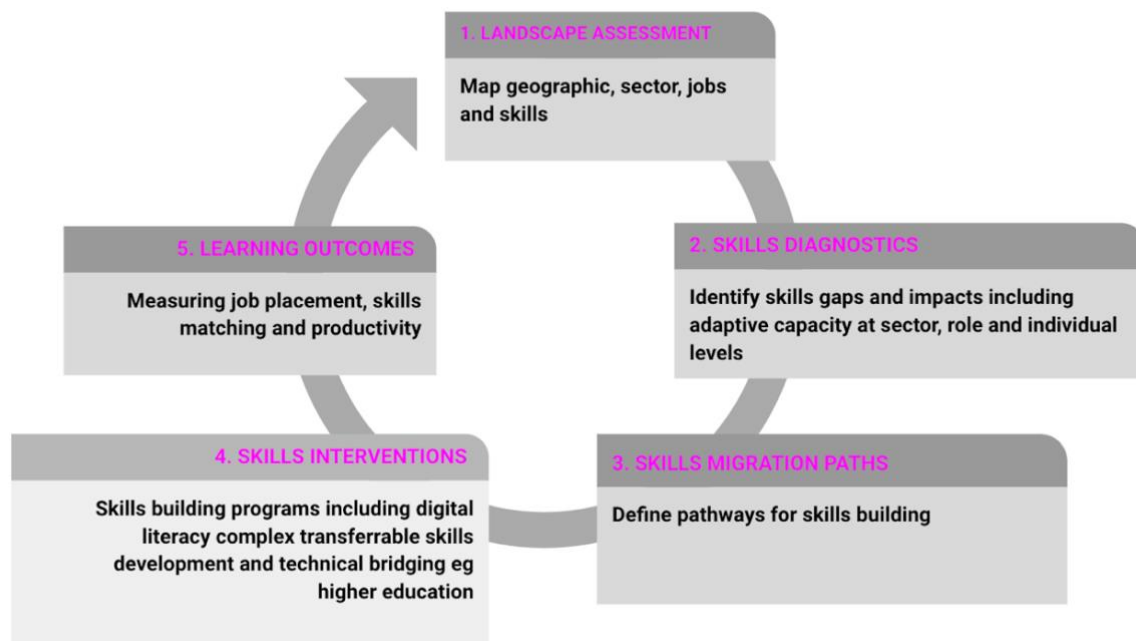 1. LANDSCAPE ASSESSMENT
Map geographic, sector, jobs
and skills
2. SKILLS DIAGNOSTICS
Identify skills gaps and impacts including
adaptive capacity at sector, role and individual
levels
3. SKILLS MIGRATION PATHS
Define pathways for skills building
4. SKILLS INTERVENTIONS
Skills building programs including digital
literacy complex transferrable skills
development and technical bridging eg
higher education
5. LEARNING OUTCOMES
Measuring job placement, skills
matching and productivity